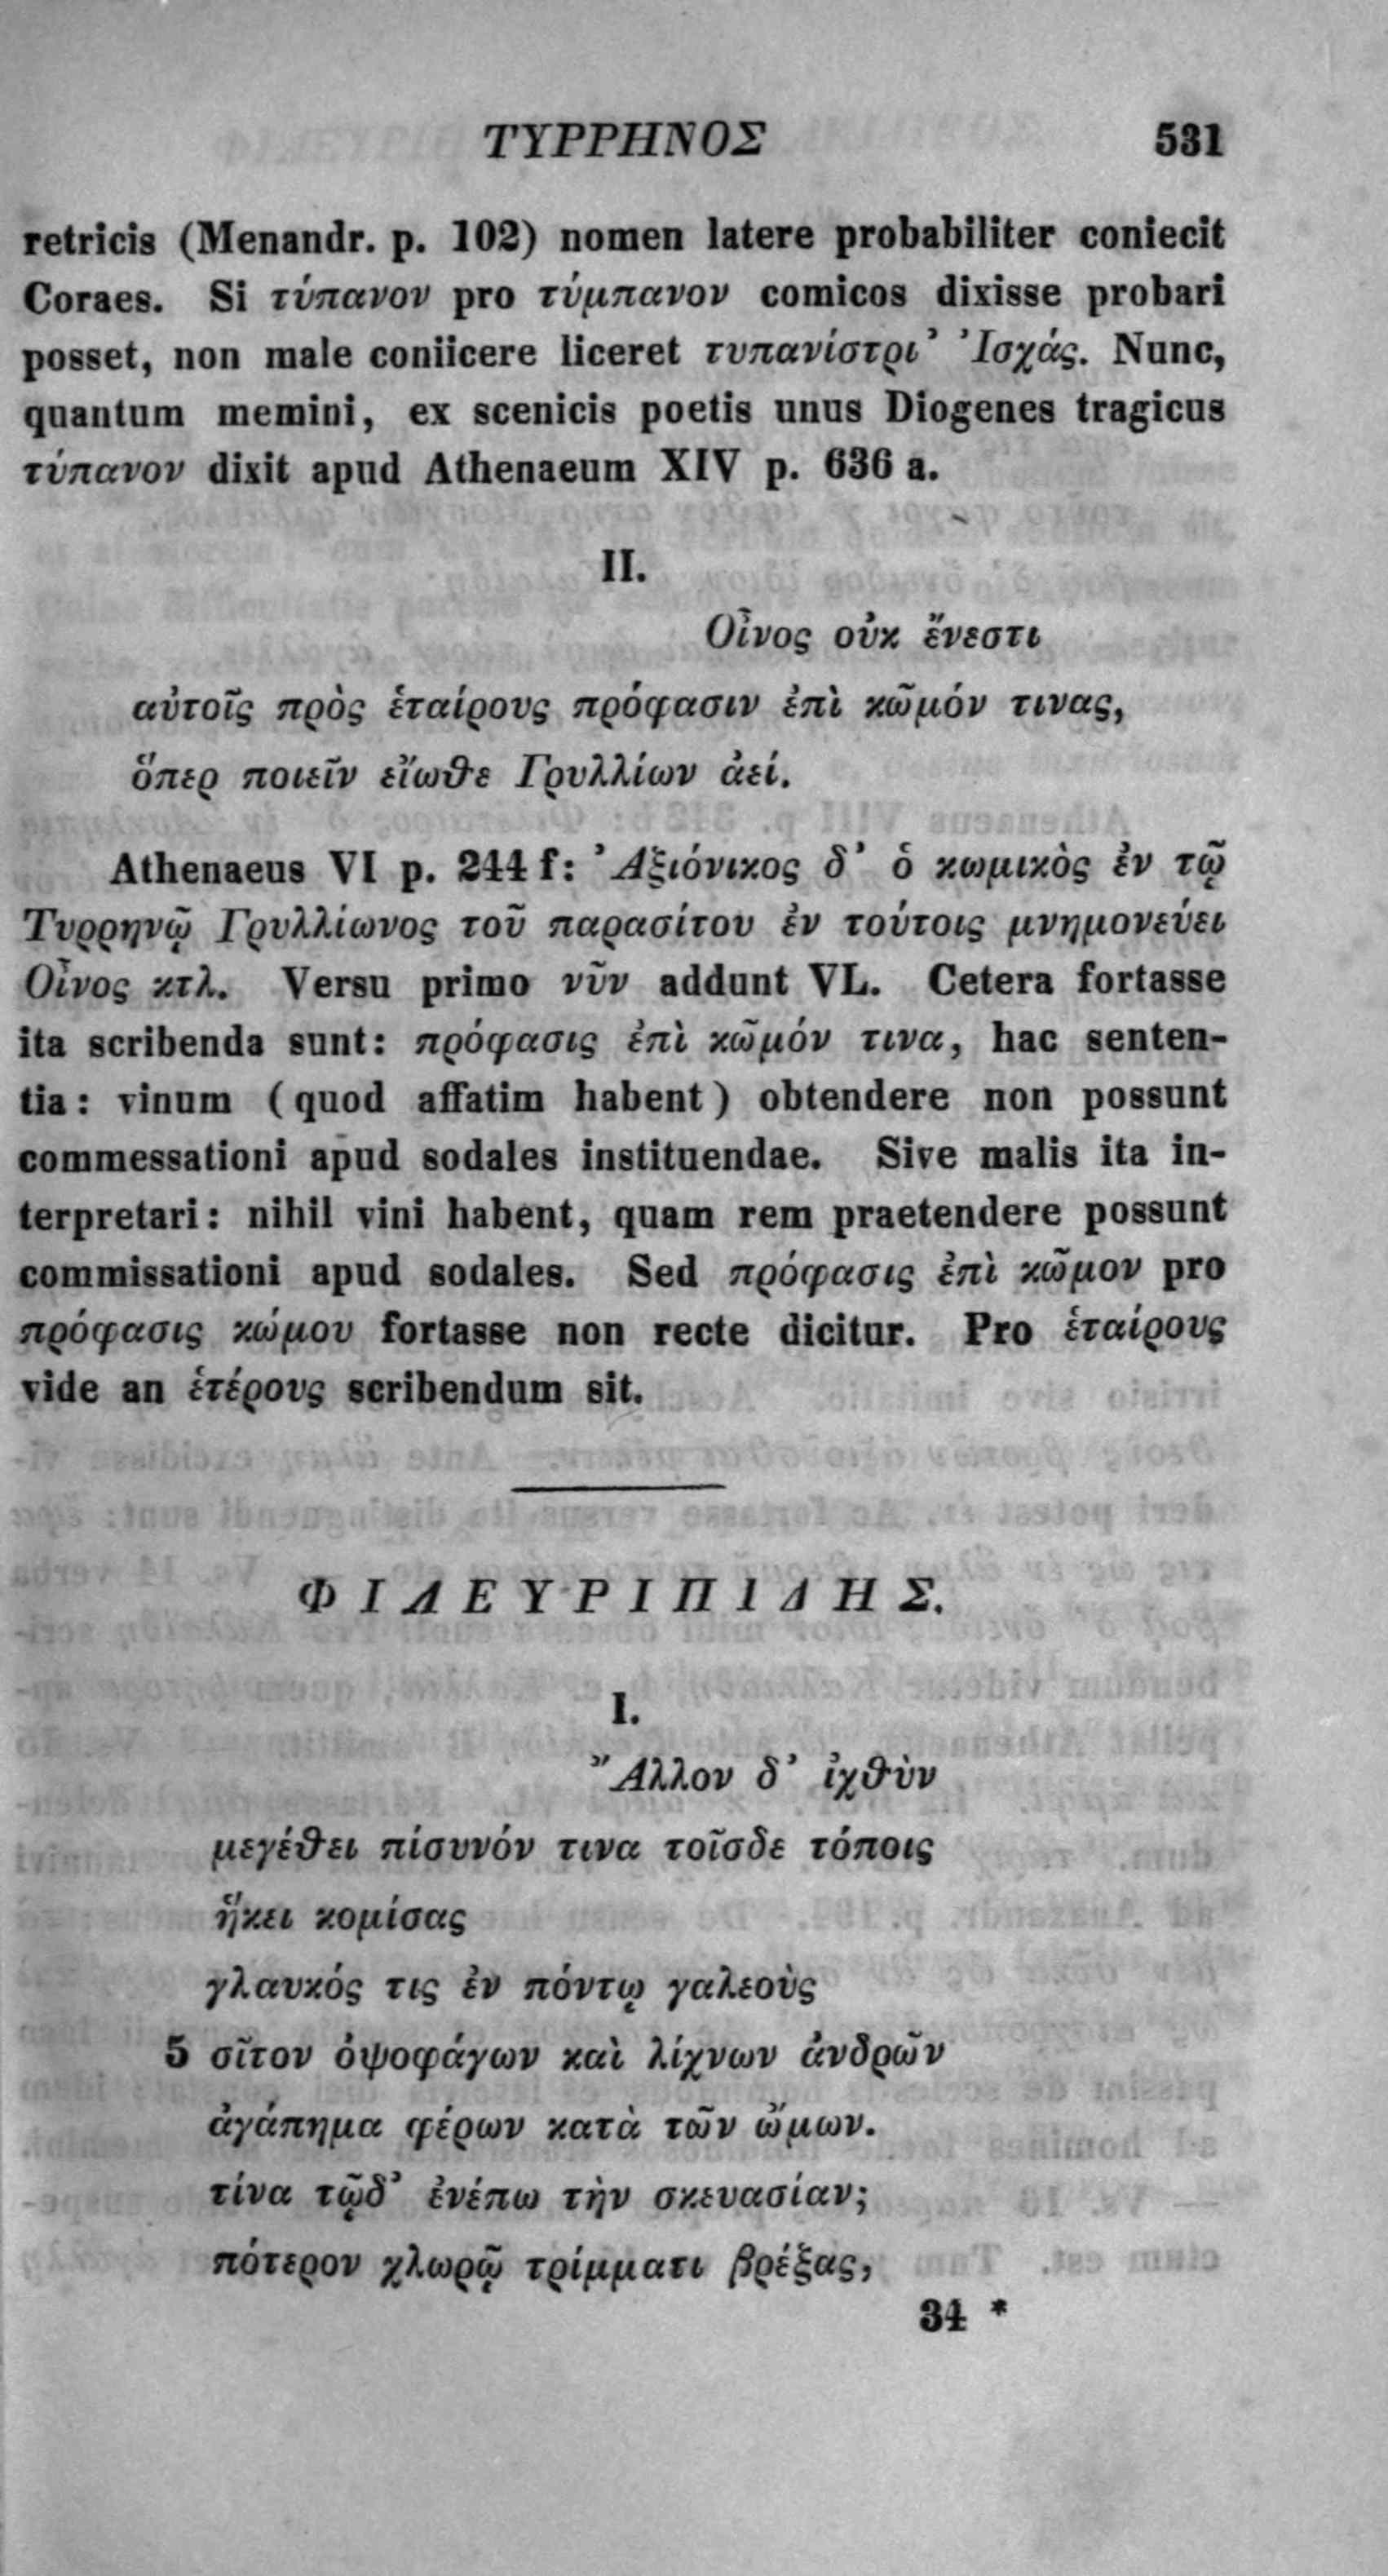 ΤΥΡΡΗΝΟΣ 531
retricis (Menandr. p. 102) nomen latere probabiliter coniecit
Coraes. Si τύπανον pro τύμπανον comicos dixisse probari
posset, non male coniicere liceret τυπανίστρι’ Ἰσχάς. Nunc,
quantum memini, ex scenicis poetis unus Diogenes tragicus
τύπανον dixit apud Athenaeum XIV p. 636 a.
II.
Οἶνος οὐκ ἔνεστι
αὐτοῖς πρὸς ἑταίρους πρόφασιν ἐπὶ κῶμόν τινας,
ὅπερ ποιεῖν εἴωθε Γρυλλίων ἀεί.
Athenaeus VI p. 244 f: Ἀξιόνικος δ’ ὁ κωμικὸς ἐν τῷ
Τυρρηνῷ Γρυλλίωνος τοῦ παρασίτου ἐν τούτοις μνημονεύει
Οἶνος κτλ. Versu primo νῦν addunt VL. Cetera fortasse
ita scribenda sunt: πρόφασις ἐπὶ κῶμόν τινα, hac senten-
tia: vinum (quod affatim habent) obtendere non possunt
commessationi apud sodales instituendae. Sive malis ita in-
terpretari: nihil vini habent, quam rem praetendere possunt
commissationi apud sodales. Sed πρόφασις ἐπὶ κῶμον pro
πρόφασις κώμου fortasse non recte dicitur. Pro ἑταίρους
vide an ἑτέρους scribendum sit.
ΦΙΛΕΥΡΙΠΙΔΗΣ.
I.
Ἄλλον δ’ ἰχθὺν
μεγέθει πίσυνόν τινα τοῖσδε τόποις
ἥκει κομίσας
γλαυκός τις ἐν πόντῳ γαλεοὺς
5 σῖτον ὀψοφάγων καὶ λίχνων ἀνδρῶν
ἀγάπημα φέρων κατὰ τῶν ὤμων.
τίνα τῷδ’ ἐνέπω τὴν σκευασίαν;
πότερον χλωρῷ τρίμματι βρέξας,
34 *